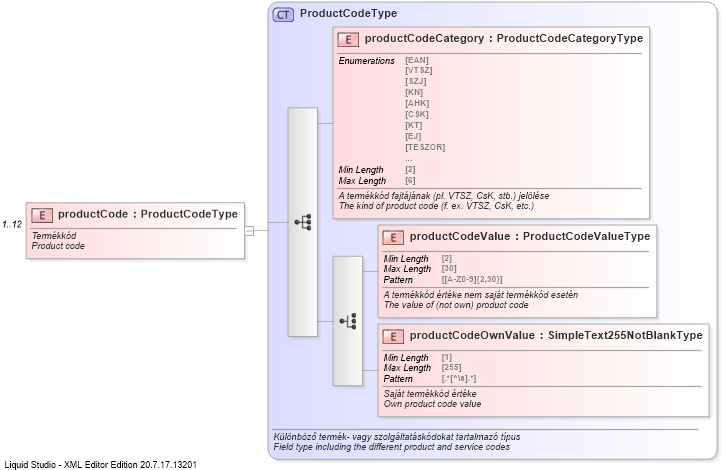 CT ProductCodeType
E productCodeCategory : ProductCodeCategoryType
Enumerations [EAN]
[VTSZ]
[SZJ]
[KN]
[AHK]
[CSK]
[KT]
[EJ]
[TESZOR]
...
Min Length [2]
Max Length [6]
A termékkód fajtájának (pl. VTSZ, CsK, stb.) jelölése
The kind of product code (f. ex. VTSZ, CsK, etc.)
1..12
E productCode : ProductCodeType
Termékkód
Product code
E productCodeValue : ProductCodeValueType
Min Length [2]
Max Length [30]
Pattern [[A-Z0-9]{2,30}]
A termékkód értéke nem saját termékkód esetén
The value of (not own) product code
E productCodeOwnValue : SimpleText255NotBlankType
Min Length [1]
Max Length [255]
Pattern [.*[^\s].*]
Saját termékkód értéke
Own product code value
Különböző termék- vagy szolgáltatáskódokat tartalmazó típus
Field type including the different product and service codes
Liquid Studio - XML Editor Edition 20.7.17.13201